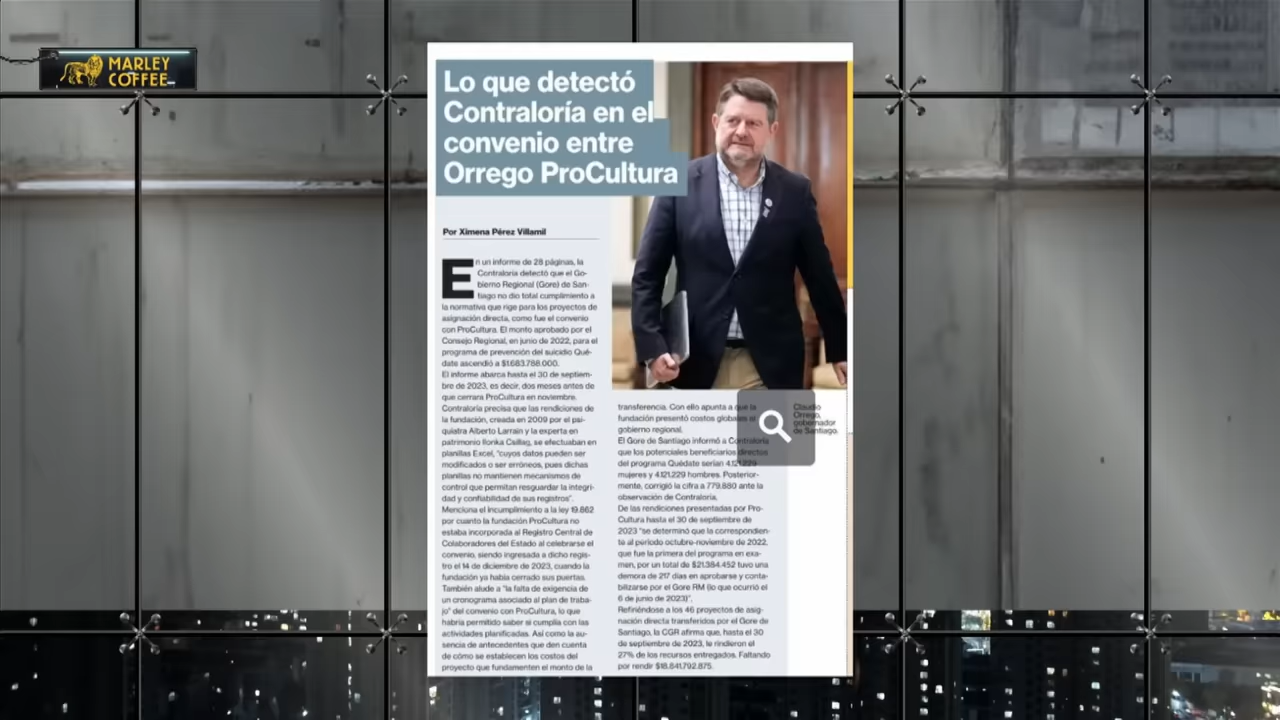 MARLEY
COFFEE
Lo que detectó
Contraloría en el
convenio entre
Orrego ProCultura
Por Ximena Pérez Villamil
En un informe de 28 páginas, la
Contraloría detectó que el Go-
bierno Regional (Gore) de San-
tiago no dio total cumplimiento a
la normativa que rige para los proyectos de
asignación directa, como fue el convenio
con ProCultura. El monto aprobado por el
Consejo Regional, en junio de 2022, para el
programa de prevención del suicidio Qué-
date ascendió a $1.683.788.000.
El informe abarca hasta el 30 de septiem-
bre de 2023, es decir, dos meses antes de
que cerrara ProCultura en noviembre.
Contraloría precisa que las rendiciones de
la fundación, creada en 2009 por el psi-
quiatra Alberto Larraín y la experta en
patrimonio Ilonka Csillag, se efectuaban en
planillas Excel, "cuyos datos pueden ser
modificados o ser erróneos, pues dichas
planillas no mantienen mecanismos de
control que permitan resguardar la integri-
dad y confiabilidad de sus registros".
Menciona el incumplimiento a la ley 19.862
por cuanto la fundación ProCultura no
estaba incorporada al Registro Central de
Colaboradores del Estado al celebrarse el
convenio, siendo ingresada a dicho regis-
tro el 14 de diciembre de 2023, cuando la
fundación ya había cerrado sus puertas.
También alude a "la falta de exigencia de
un cronograma asociado al plan de traba-
jo" del convenio con ProCultura, lo que
habría permitido saber si cumplía con las
actividades planificadas. Así como la au-
sencia de antecedentes que den cuenta
de cómo se establecen los costos del
proyecto que fundamenten el monto de la
transferencia. Con ello apunta a que la
fundación presentó costos globales al
gobierno regional.
El Gore de Santiago informó a Contraloría
que los potenciales beneficiarios directos
del programa Quédate serían 4.121.229
mujeres y 4.121.229 hombres. Posterior-
mente, corrigió la cifra a 779.880 ante la
observación de Contraloría.
De las rendiciones presentadas por Pro-
Cultura hasta el 30 de septiembre de
2023 "se determinó que la correspondien-
te al período octubre-noviembre de 2022,
que fue la primera del programa en exa-
men, por un total de $21.384.452 tuvo una
demora de 217 días en aprobarse y conta-
bilizarse por el Gore RM (lo que ocurrió el
6 de junio de 2023)".
Refiriéndose a los 46 proyectos de asig-
nación directa transferidos por el Gore de
Santiago, la CGR afirma que, hasta el 30
de septiembre de 2023, le rindieron el
27% de los recursos entregados. Faltando
por rendir $18.841.792.875.
Claudio
Orrego,
gobernador
de Santiago.